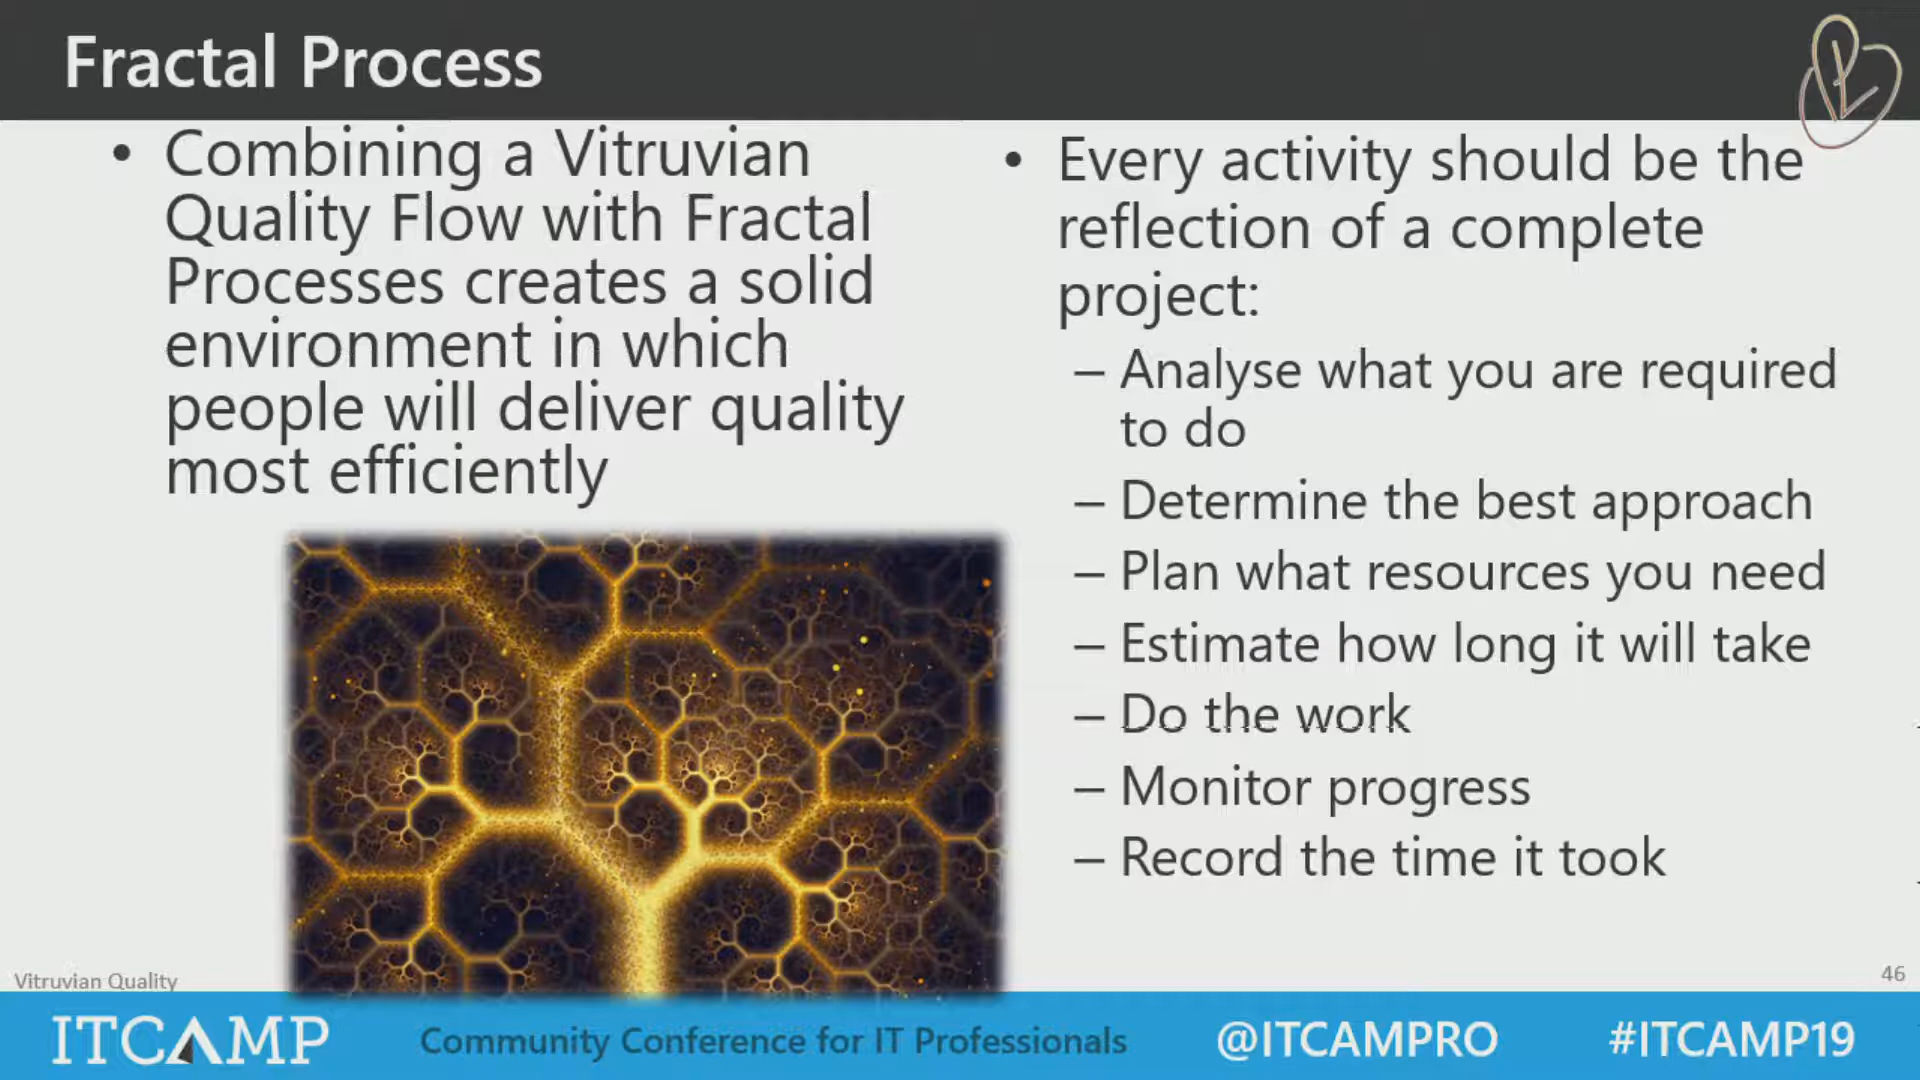 Fractal Process
• Combining a Vitruvian
Quality Flow with Fractal
Processes creates a solid
environment in which
people will deliver quality
most efficiently
• Every activity should be the
reflection of a complete
project:
– Analyse what you are required
to do
– Determine the best approach
– Plan what resources you need
– Estimate how long it will take
– Do the work
– Monitor progress
– Record the time it took
Vitruvian Quality
46
ITCAMP
Community Conference for IT Professionals
@ITCAMPRO
#ITCAMP19